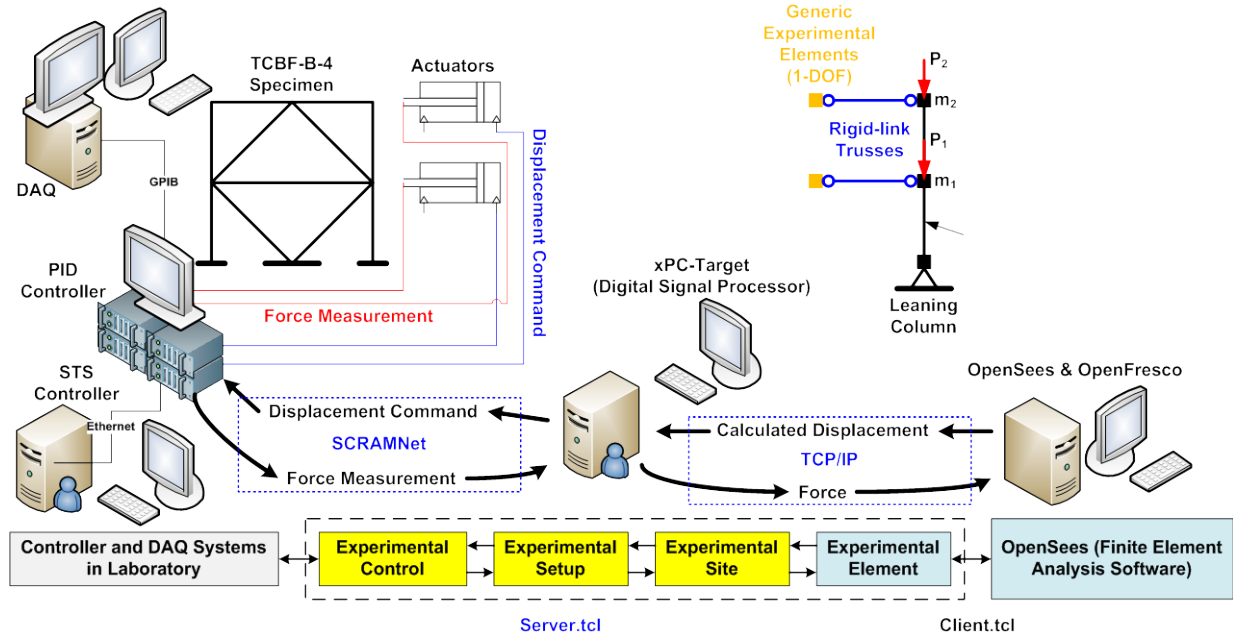 TCBF-B-4
Specimen
Actuators
Generic
Experimental
Elements
(1-DOF)
P2
m2
Rigid-link
Trusses
P1
m1
Leaning
Column
DAQ
GPIB
Displacement Command
PID
Controller
Force Measurement
xPC-Target
(Digital Signal Processor)
STS
Controller
Ethernet
Displacement Command
SCRAMNet
Force Measurement
OpenSees & OpenFresco
Calculated Displacement
TCP/IP
Force
Controller and DAQ Systems
in Laboratory
Experimental
Control
Experimental
Setup
Experimental
Site
Experimental
Element
OpenSees (Finite Element
Analysis Software)
Server.tcl
Client.tcl